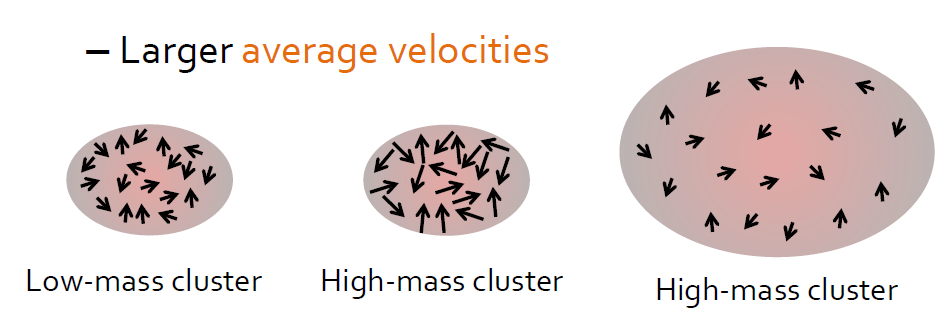 – Larger average velocities
Low-mass cluster
High-mass cluster
High-mass cluster